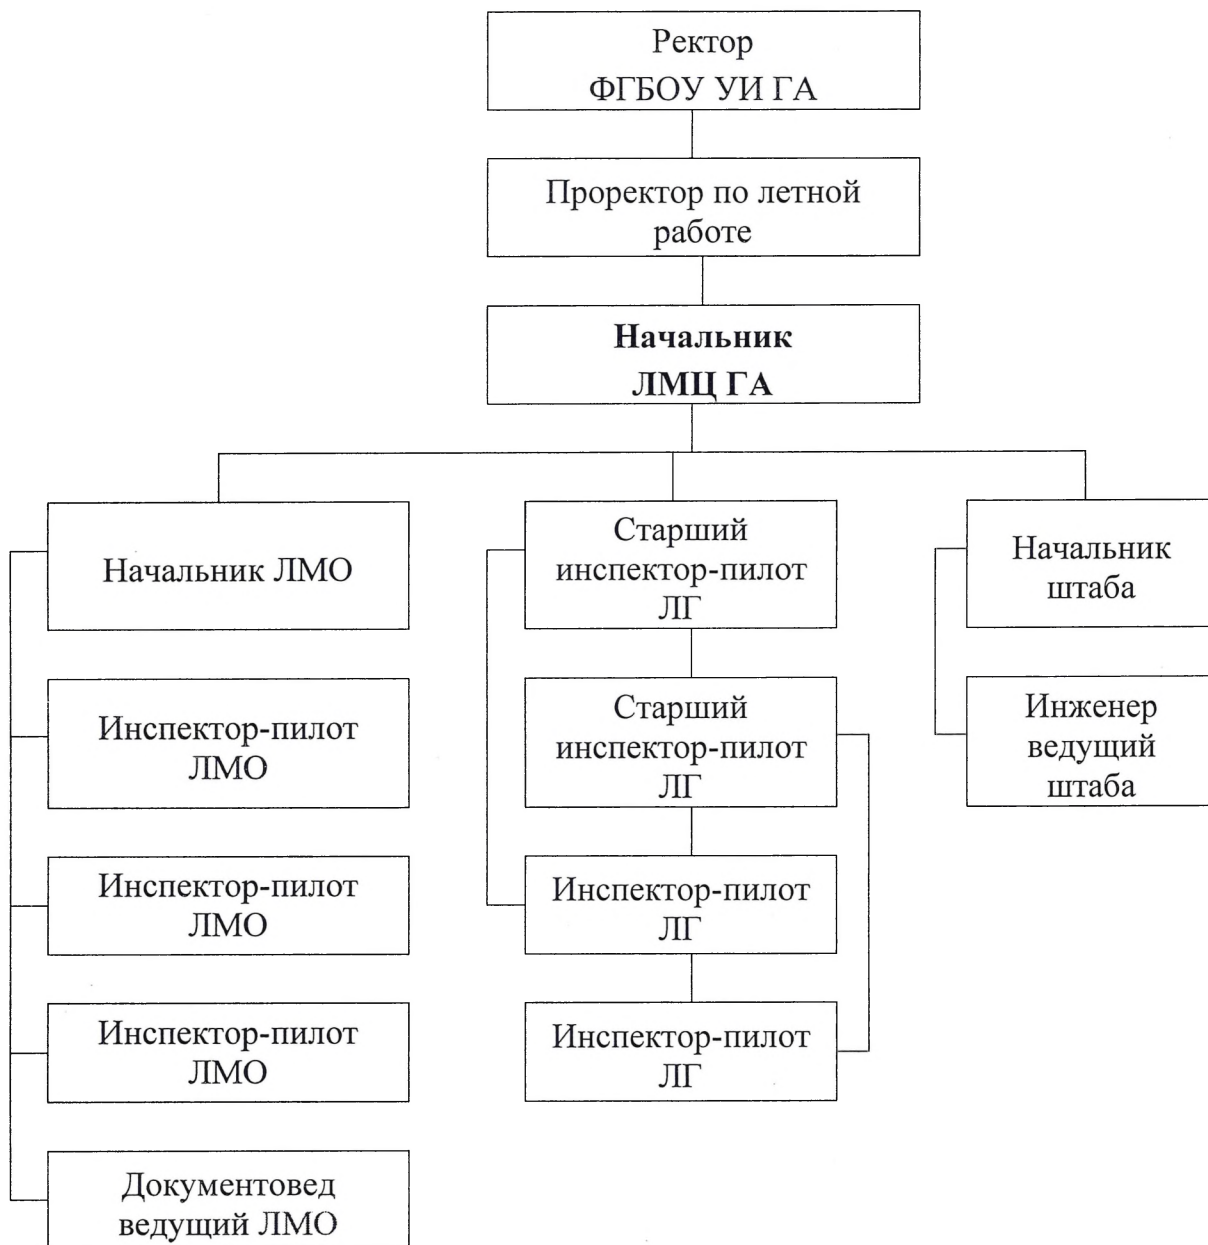 Ректор
ФГБОУ УИ ГА
Проректор по летной
работе
Начальник
ЛМЦ ГА
Начальник ЛМО
Инспектор-пилот
ЛМО
Инспектор-пилот
ЛМО
Инспектор-пилот
ЛМО
Документовед
ведущий ЛМО
Старший
инспектор-пилот
ЛГ
Старший
инспектор-пилот
ЛГ
Инспектор-пилот
ЛГ
Инспектор-пилот
ЛГ
Начальник
штаба
Инженер
ведущий
штаба